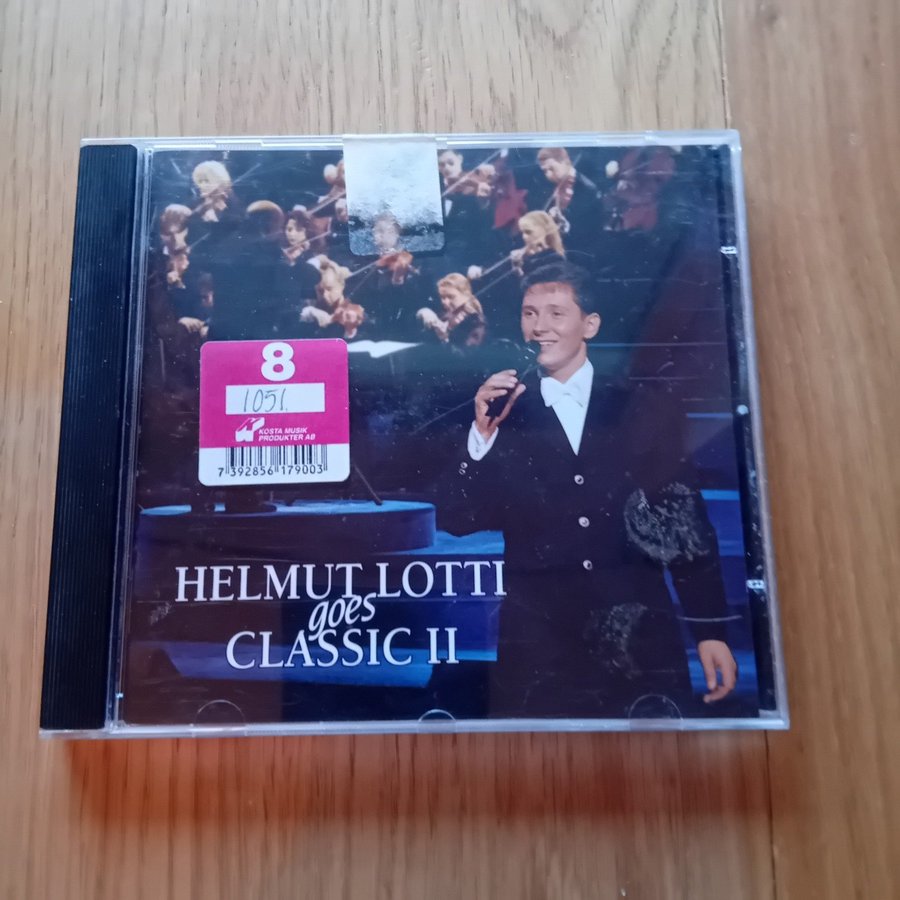 8
1051.
KOSTA MUSIK
PRODUKTER AB
7 392856 179003
HELMUT LOTTI
goes
CLASSIC II